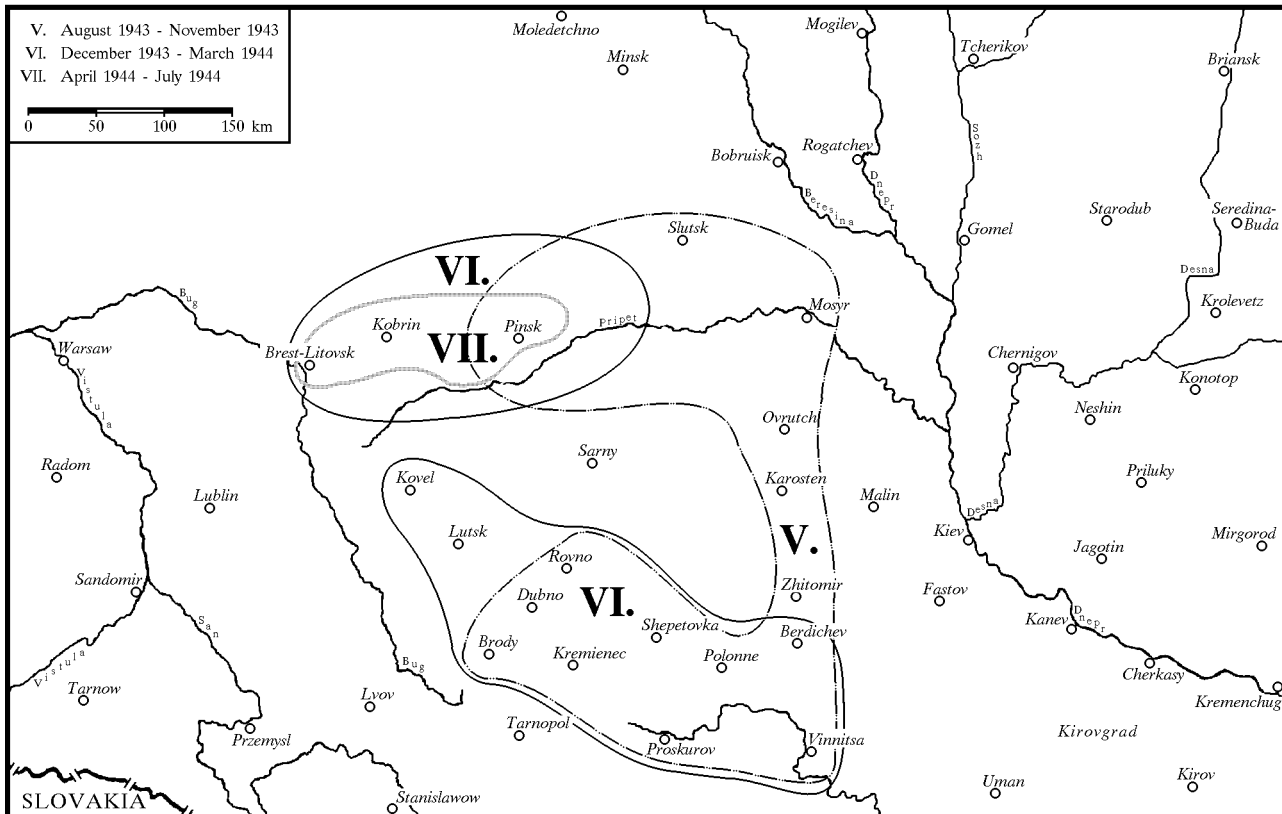 V. August 1943 - November 1943
VI. December 1943 - March 1944
VII. April 1944 - July 1944
0 50 100 150 km
Moledetchno
Minsk
Mogilev
Tcherikov
Briansk
Sozh
Bobruisk
Rogatchev
Dnepr
Beresina
Starodub
Seredina-
Buda
Slutsk
Gomel
VI.
Desna
Bug
Krolevetz
Mosyr
Pripet
Kobrin
Pinsk
VII.
Warsaw
Brest-Litovsk
Chernigov
Konotop
Vistula
Neshin
Ovrutch
Sarny
Radom
Kovel
Karosten
Priluky
Lublin
Malin
Desna
Lutsk
V.
Kiev
Mirgorod
Jagotin
Rovno
Sandomir
Zhitomir
Fastov
Dubno
VI.
San
Dnepr
Kanev
Shepetovka
Berdichev
Brody
Kremienec
Polonne
Vistula
Bug
Cherkasy
Tarnow
Lvov
Kremenchug
Tarnopol
Przemysl
Proskurov
Vinnitsa
Kirovgrad
Uman
Kirov
SLOVAKIA
Stanislawow